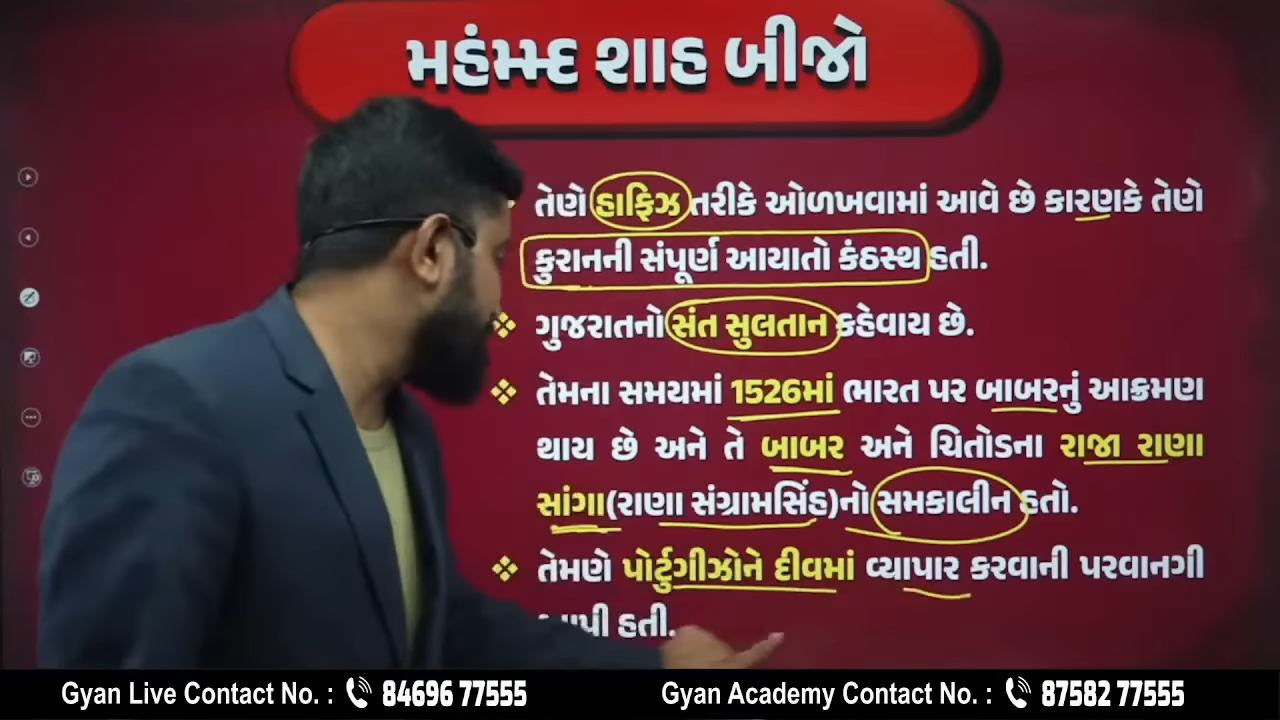 મહંમ્મ્દ શાહ બીજો
તેણે હાફિઝ તરીકે ઓળખવામાં આવે છે કારણકે તેણે
કુરાનની સંપૂર્ણ આયાતો કંઠસ્થ હતી.
ગુજરાતનો સંત સુલતાન કહેવાય છે.
તેમના સમયમાં 1526માં ભારત પર બાબરનું આક્રમણ
થાય છે અને તે બાબર અને ચિતોડના રાજા રાણા
સાંગા(રાણા સંગ્રામસિંહ)નો સમકાલીન હતો.
તેમણે પોર્ટુગીઝોને દીવમાં વ્યાપાર કરવાની પરવાનગી
હતી.
Gyan Live Contact No. : 84696 77555
Gyan Academy Contact No. : 87582 77555